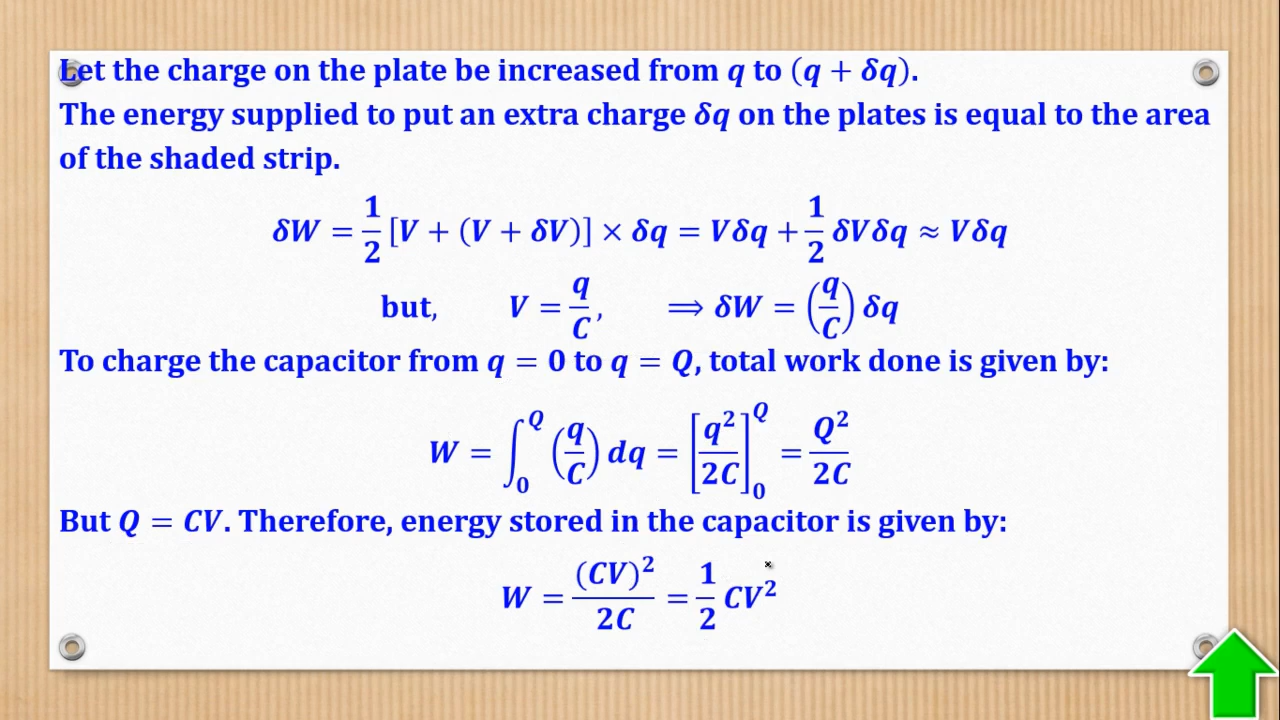 Let the charge on the plate be increased from q to (q + δq).
The energy supplied to put an extra charge δq on the plates is equal to the area
of the shaded strip.
δW = 1/2 [V + (V + δV)] × δq = Vδq + 1/2 δVδq ≈ Vδq
but, V = q/C, ⟹ δW = (q/C) δq
To charge the capacitor from q = 0 to q = Q, total work done is given by:
W = ∫₀^Q (q/C) dq = [q²/2C]₀^Q = Q²/2C
But Q = CV. Therefore, energy stored in the capacitor is given by:
W = (CV)²/2C = 1/2 CV²